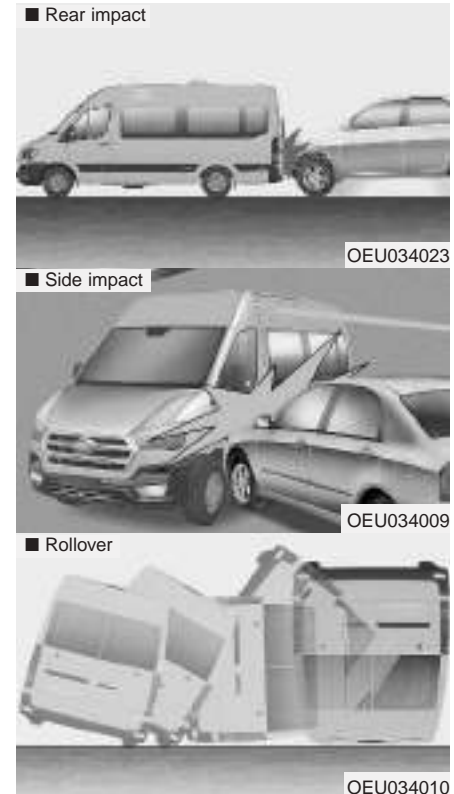 ■ Rear impact
OEU034023
■ Side impact
OEU034009
■ Rollover
OEU034010